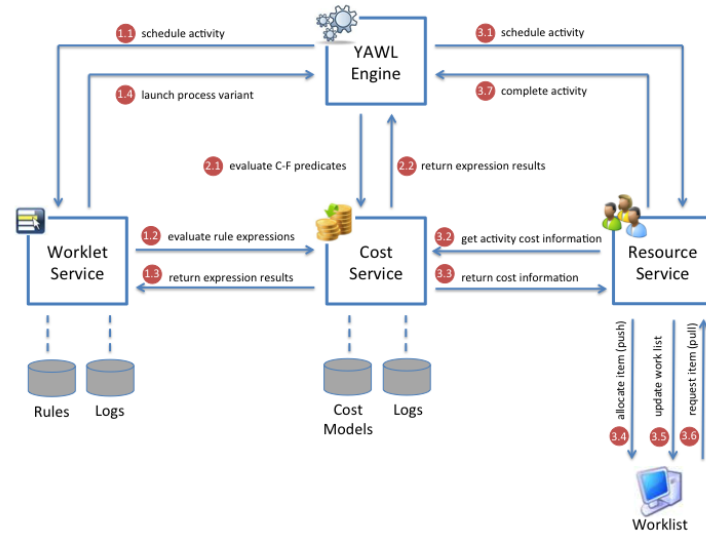 1.1 schedule activity
YAWL
Engine
3.1 schedule activity
1.4 launch process variant
3.7 complete activity
2.1 evaluate C-F predicates
2.2 return expression results
Worklet
Service
1.2 evaluate rule expressions
1.3 return expression results
Cost
Service
3.2 get activity cost information
3.3 return cost information
Resource
Service
Rules
Logs
Cost
Models
Logs
allocate item (push)
3.4
update work list
3.5
request item (pull)
3.6
Worklist